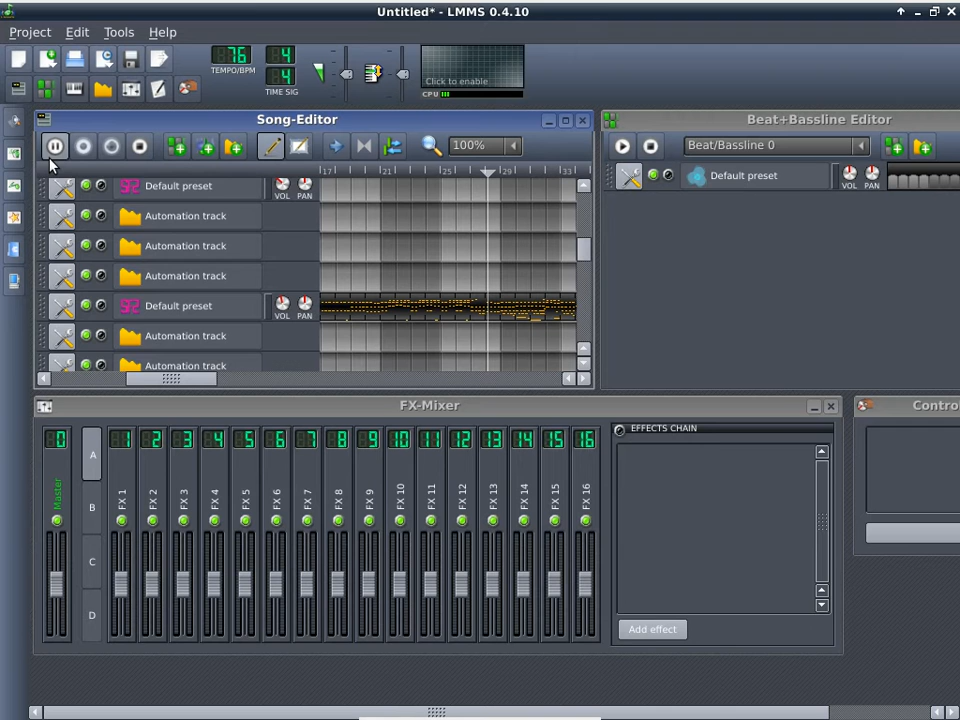 Untitled* - LMMS 0.4.10
Project Edit Tools Help
76
TEMPO/BPM
4
4
TIME SIG
Click to enable
CPU
Song-Editor
Beat+Bassline Editor
100%
Beat/Bassline 0
17 21 25 29 33
Default preset VOL PAN
Default preset VOL PAN
Automation track
Automation track
Automation track
Default preset VOL PAN
Automation track
Automation track
FX-Mixer
Contro
0 1 2 3 4 5 6 7 8 9 10 11 12 13 14 15 16
A
B
C
D
Master
FX 1
FX 2
FX 3
FX 4
FX 5
FX 6
FX 7
FX 8
FX 9
FX 10
FX 11
FX 12
FX 13
FX 14
FX 15
FX 16
EFFECTS CHAIN
Add effect